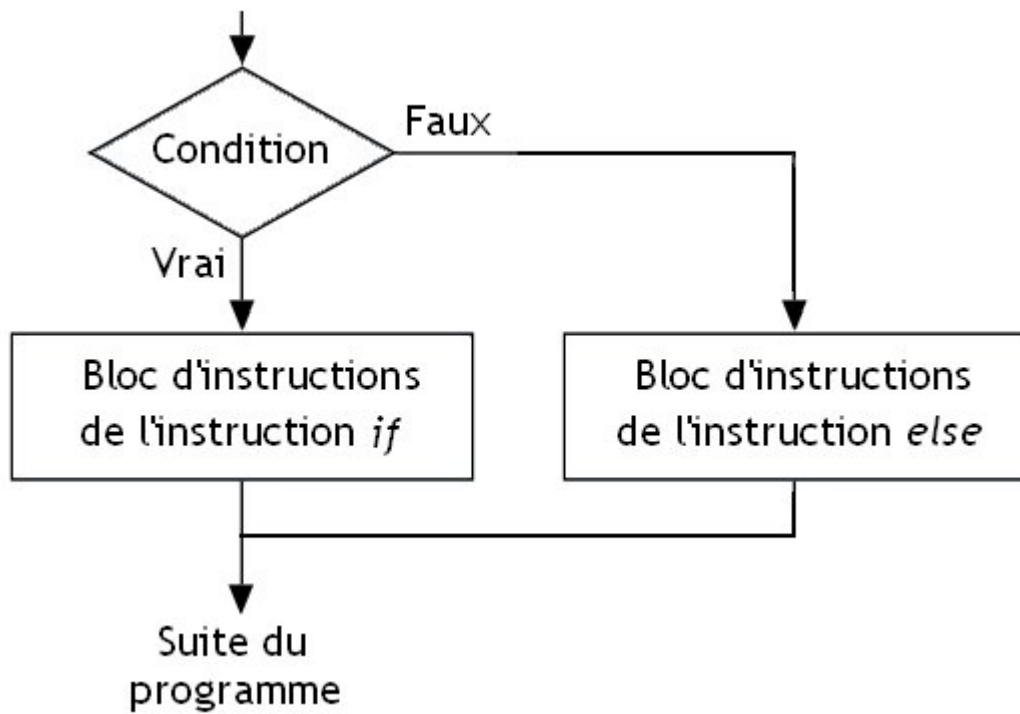 Condition
Faux
Vrai
Bloc d'instructions
de l'instruction if
Bloc d'instructions
de l'instruction else
Suite du
programme